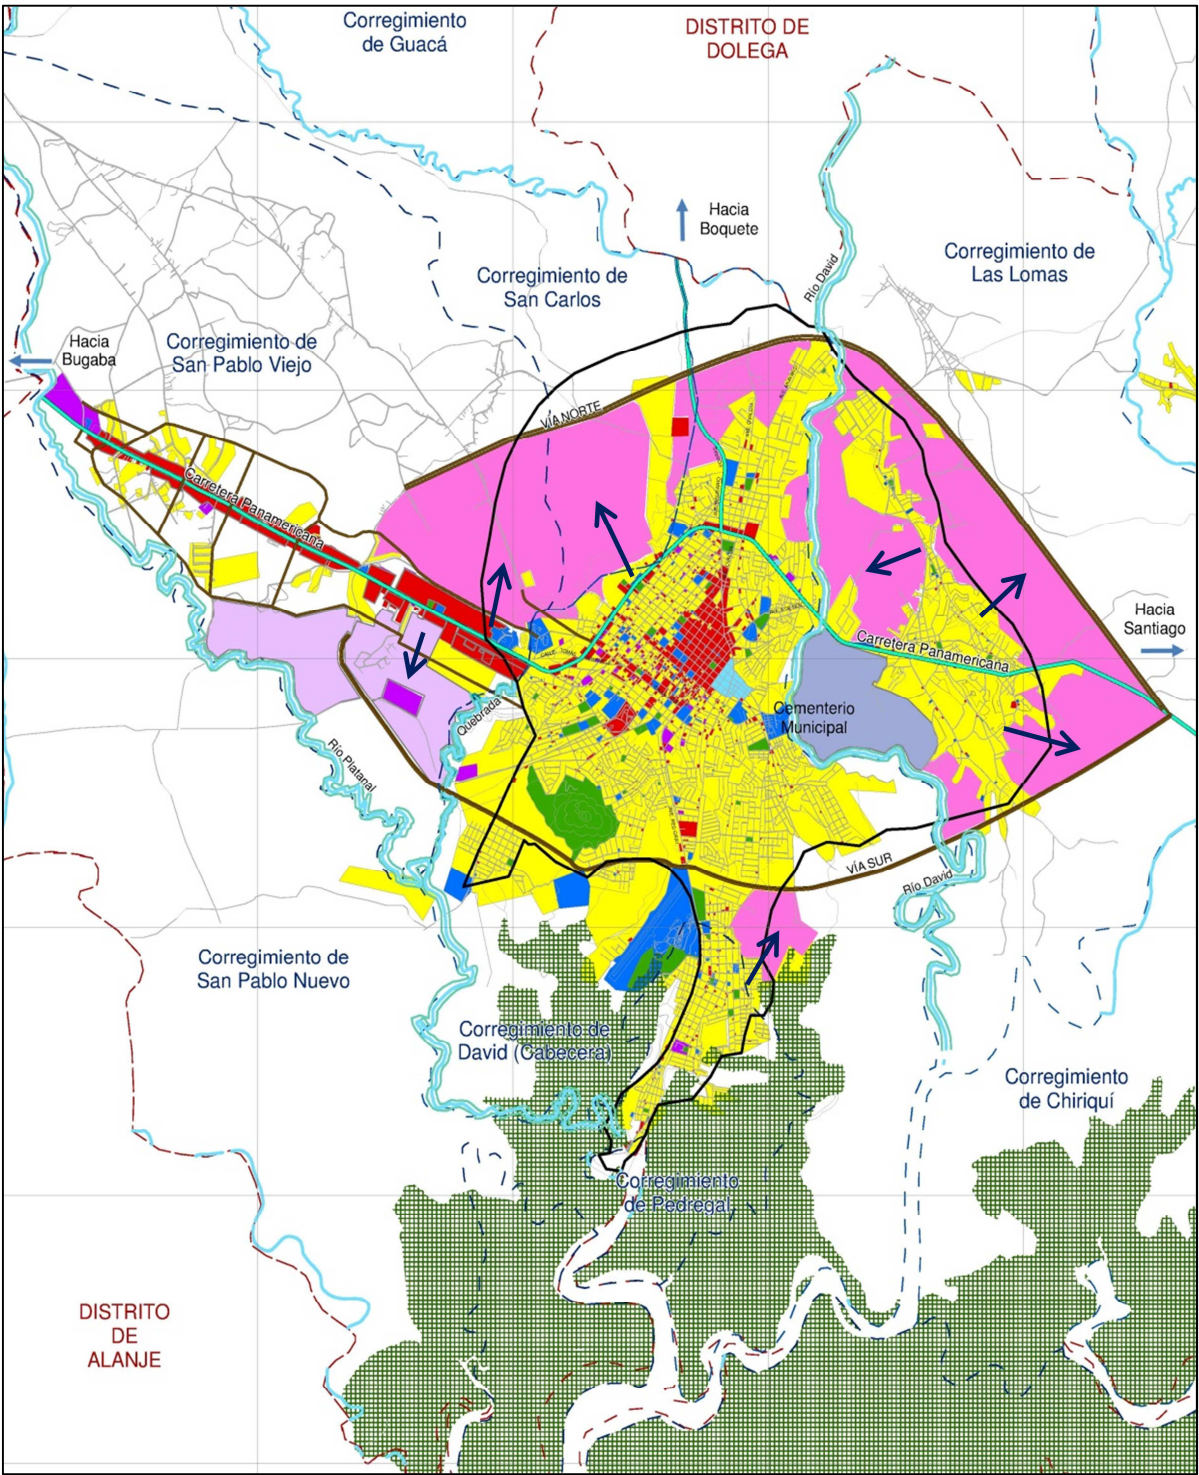 Corregimiento
de Guacá
DISTRITO DE
DOLEGA
Hacia
Boquete
Corregimiento de
Las Lomas
Río David
Corregimiento de
San Carlos
Hacia
Bugaba
Corregimiento de
San Pablo Viejo
VÍA NORTE
Carretera Panamericana
Hacia
Santiago
Carretera Panamericana
Cementerio
Municipal
Quebrada
Río Platanal
VÍA SUR
Río David
Corregimiento de
San Pablo Nuevo
Corregimiento de
David (Cabecera)
Corregimiento
de Chiriquí
Corregimiento
de Pedregal
DISTRITO
DE
ALANJE